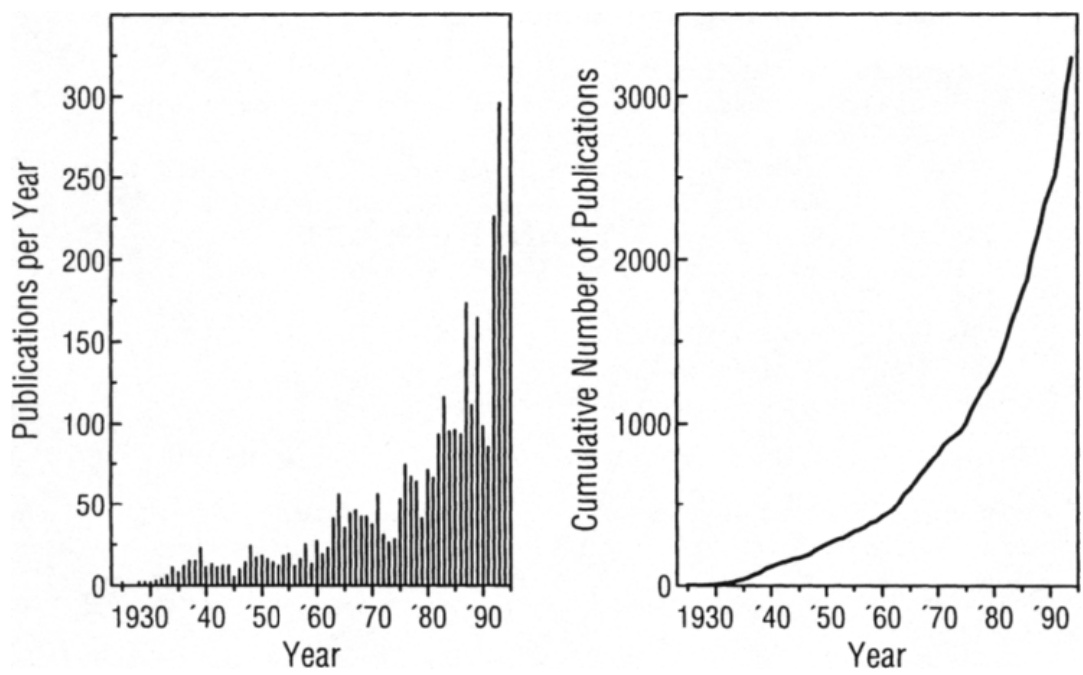 Publications per Year
300
250
200
150
100
50
0
1930 '40 '50 '60 '70 '80 '90
Year
Cumulative Number of Publications
3000
2000
1000
0
1930 40 50 60 '70 80 90
Year